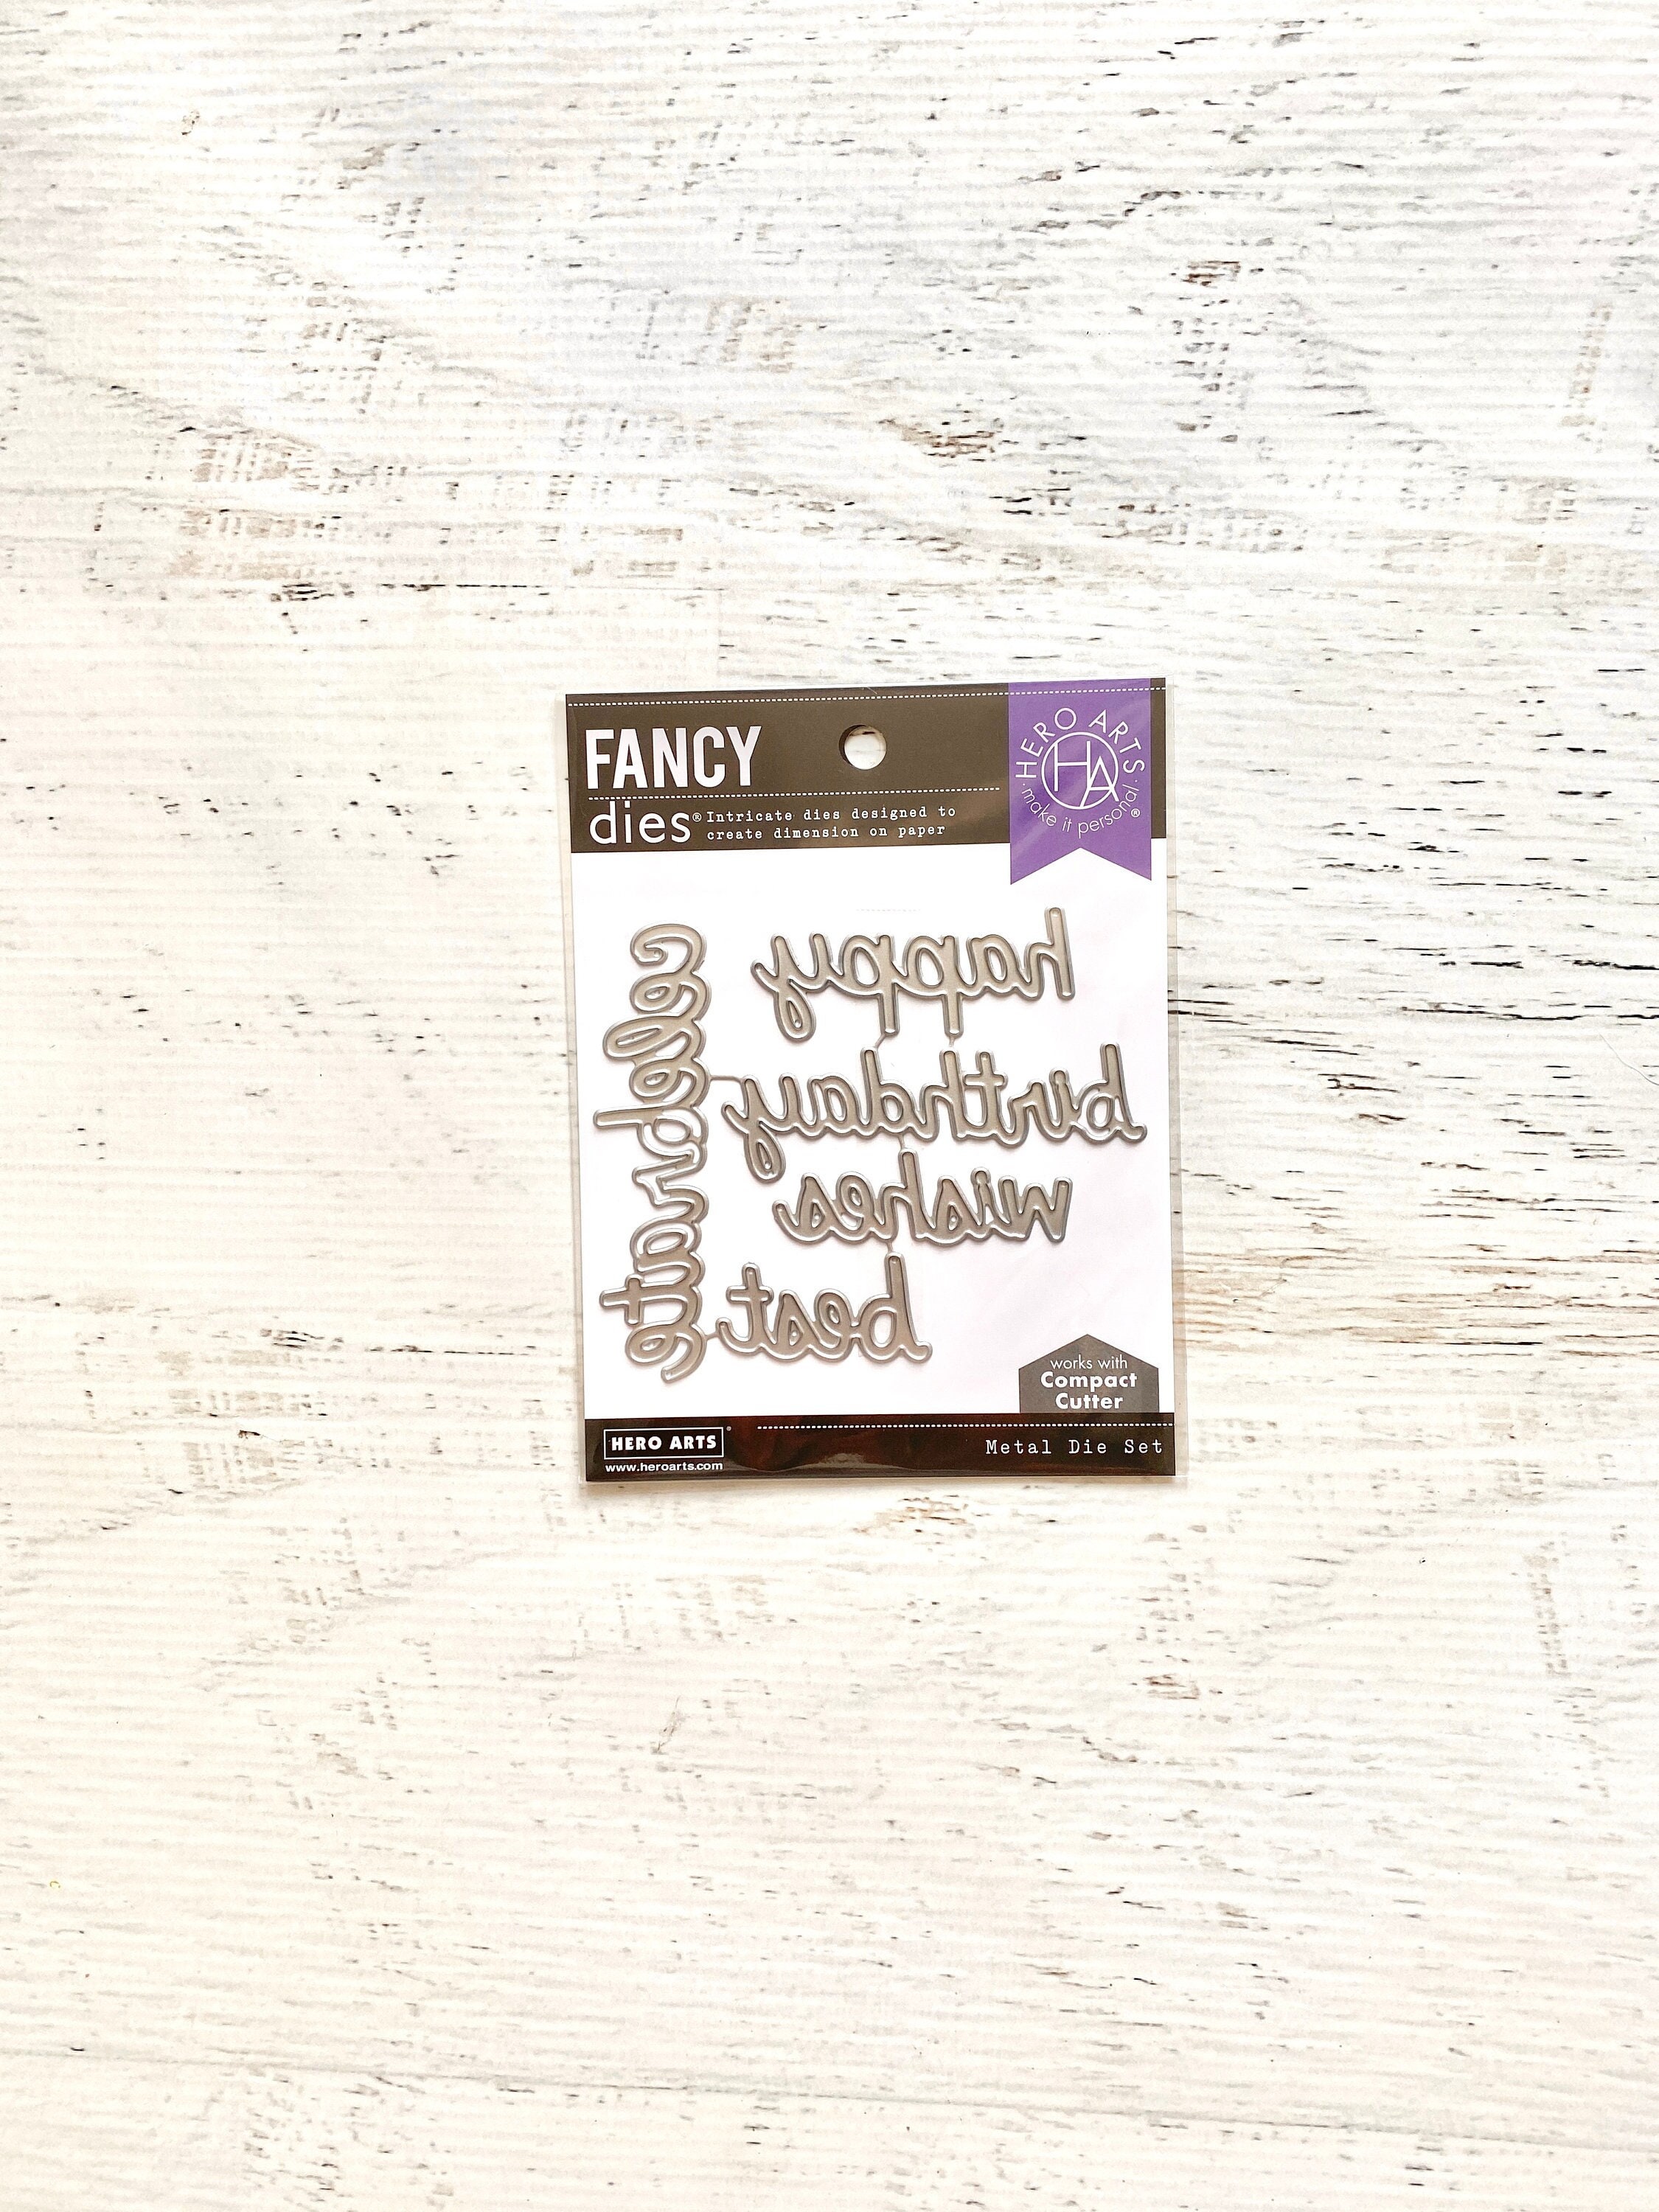 FANCY
dies® Intricate dies designed to
create dimension on paper
HERO ARTS
HA
make it personal®
celebrate
happy
birthday
wishes
best
works with
Compact
Cutter
HERO ARTS®
www.heroarts.com
Metal Die Set